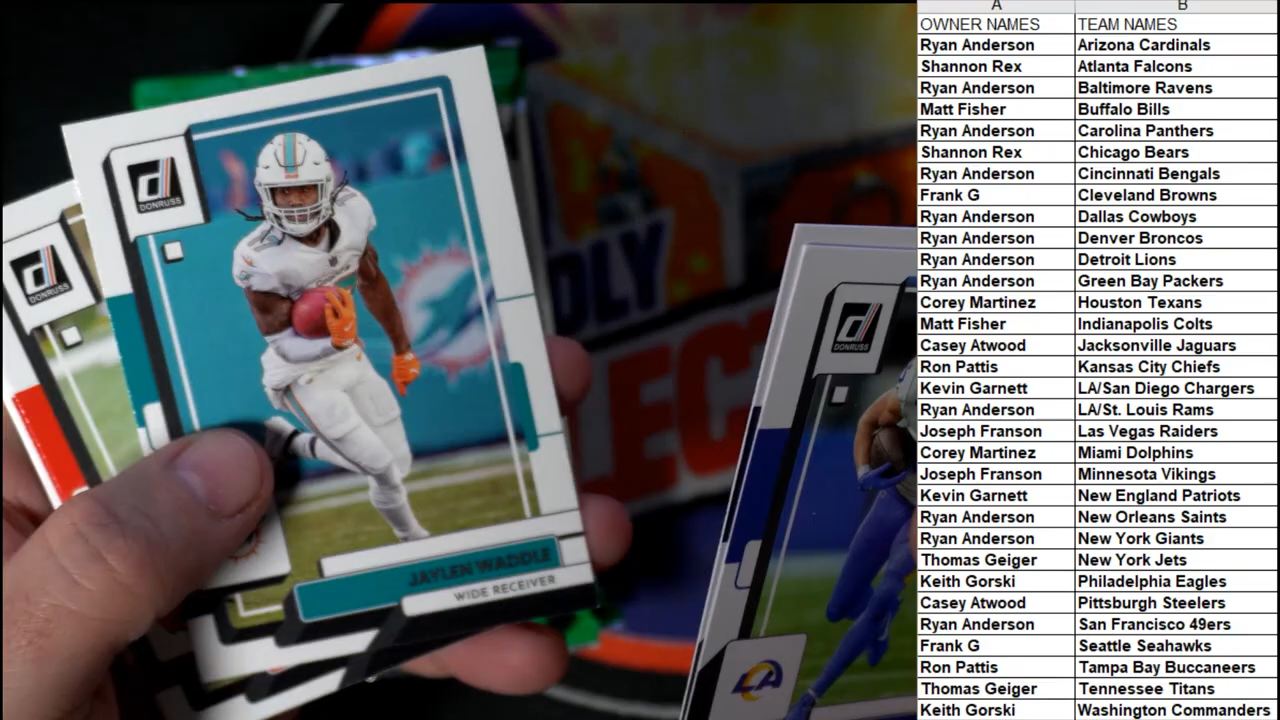 DONRUSS
DONRUSS
JAYLEN WADDLE
WIDE RECEIVER
DONRUSS
LA
A B
OWNER NAMES TEAM NAMES
Ryan Anderson Arizona Cardinals
Shannon Rex Atlanta Falcons
Ryan Anderson Baltimore Ravens
Matt Fisher Buffalo Bills
Ryan Anderson Carolina Panthers
Shannon Rex Chicago Bears
Ryan Anderson Cincinnati Bengals
Frank G Cleveland Browns
Ryan Anderson Dallas Cowboys
Ryan Anderson Denver Broncos
Ryan Anderson Detroit Lions
Ryan Anderson Green Bay Packers
Corey Martinez Houston Texans
Matt Fisher Indianapolis Colts
Casey Atwood Jacksonville Jaguars
Ron Pattis Kansas City Chiefs
Kevin Garnett LA/San Diego Chargers
Ryan Anderson LA/St. Louis Rams
Joseph Franson Las Vegas Raiders
Corey Martinez Miami Dolphins
Joseph Franson Minnesota Vikings
Kevin Garnett New England Patriots
Ryan Anderson New Orleans Saints
Ryan Anderson New York Giants
Thomas Geiger New York Jets
Keith Gorski Philadelphia Eagles
Casey Atwood Pittsburgh Steelers
Ryan Anderson San Francisco 49ers
Frank G Seattle Seahawks
Ron Pattis Tampa Bay Buccaneers
Thomas Geiger Tennessee Titans
Keith Gorski Washington Commanders